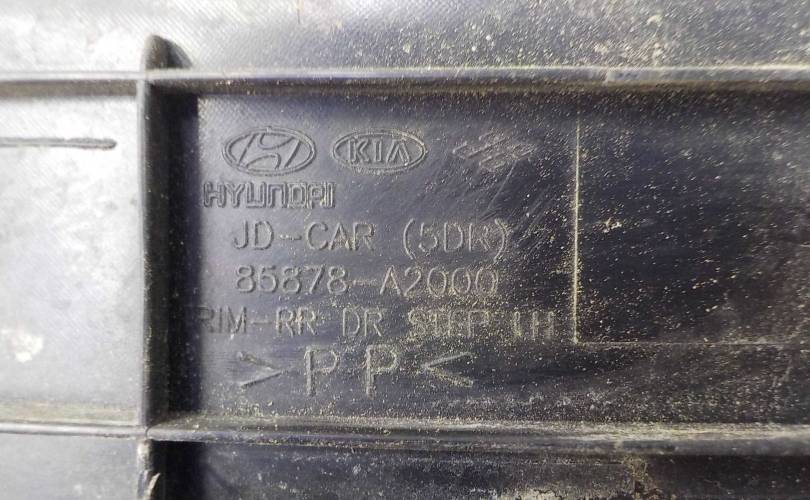 KIA
HYUNDAI
JD-CAR (5DR)
85878-A2000
RIM-RR DR STEP LH
>PP<